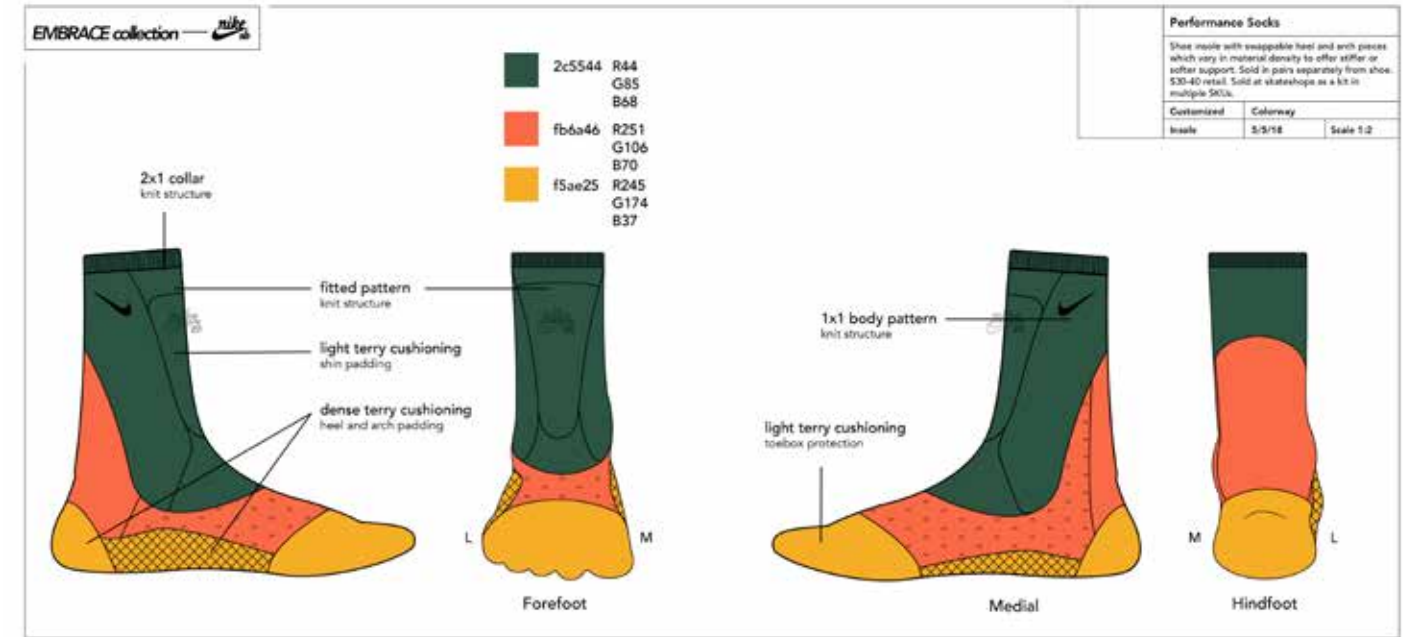 EMBRACE collection — nike sb
Performance Socks
Shoe insole with swappable heel and arch pieces
which vary in material density to offer stiffer or
softer support. Sold in pairs separately from shoe.
$30-40 retail. Sold at skateshops as a kit in
multiple SKUs.
Customized Colorway
Insole 5/5/18 Scale 1:2
2c5544 R44
G85
B68
fb6a46 R251
G106
B70
f5ae25 R245
G174
B37
2x1 collar
knit structure
fitted pattern
knit structure
light terry cushioning
shin padding
dense terry cushioning
heel and arch padding
1x1 body pattern
knit structure
light terry cushioning
toebox protection
L
M
M
L
Forefoot
Medial
Hindfoot